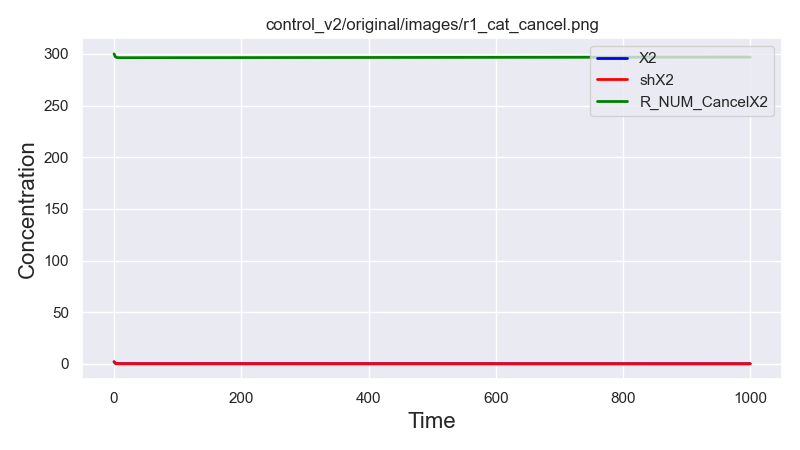 control_v2/original/images/r1_cat_cancel.png
300
250
200
150
100
50
0
Concentration
X2
shX2
R_NUM_CancelX2
0 200 400 600 800 1000
Time